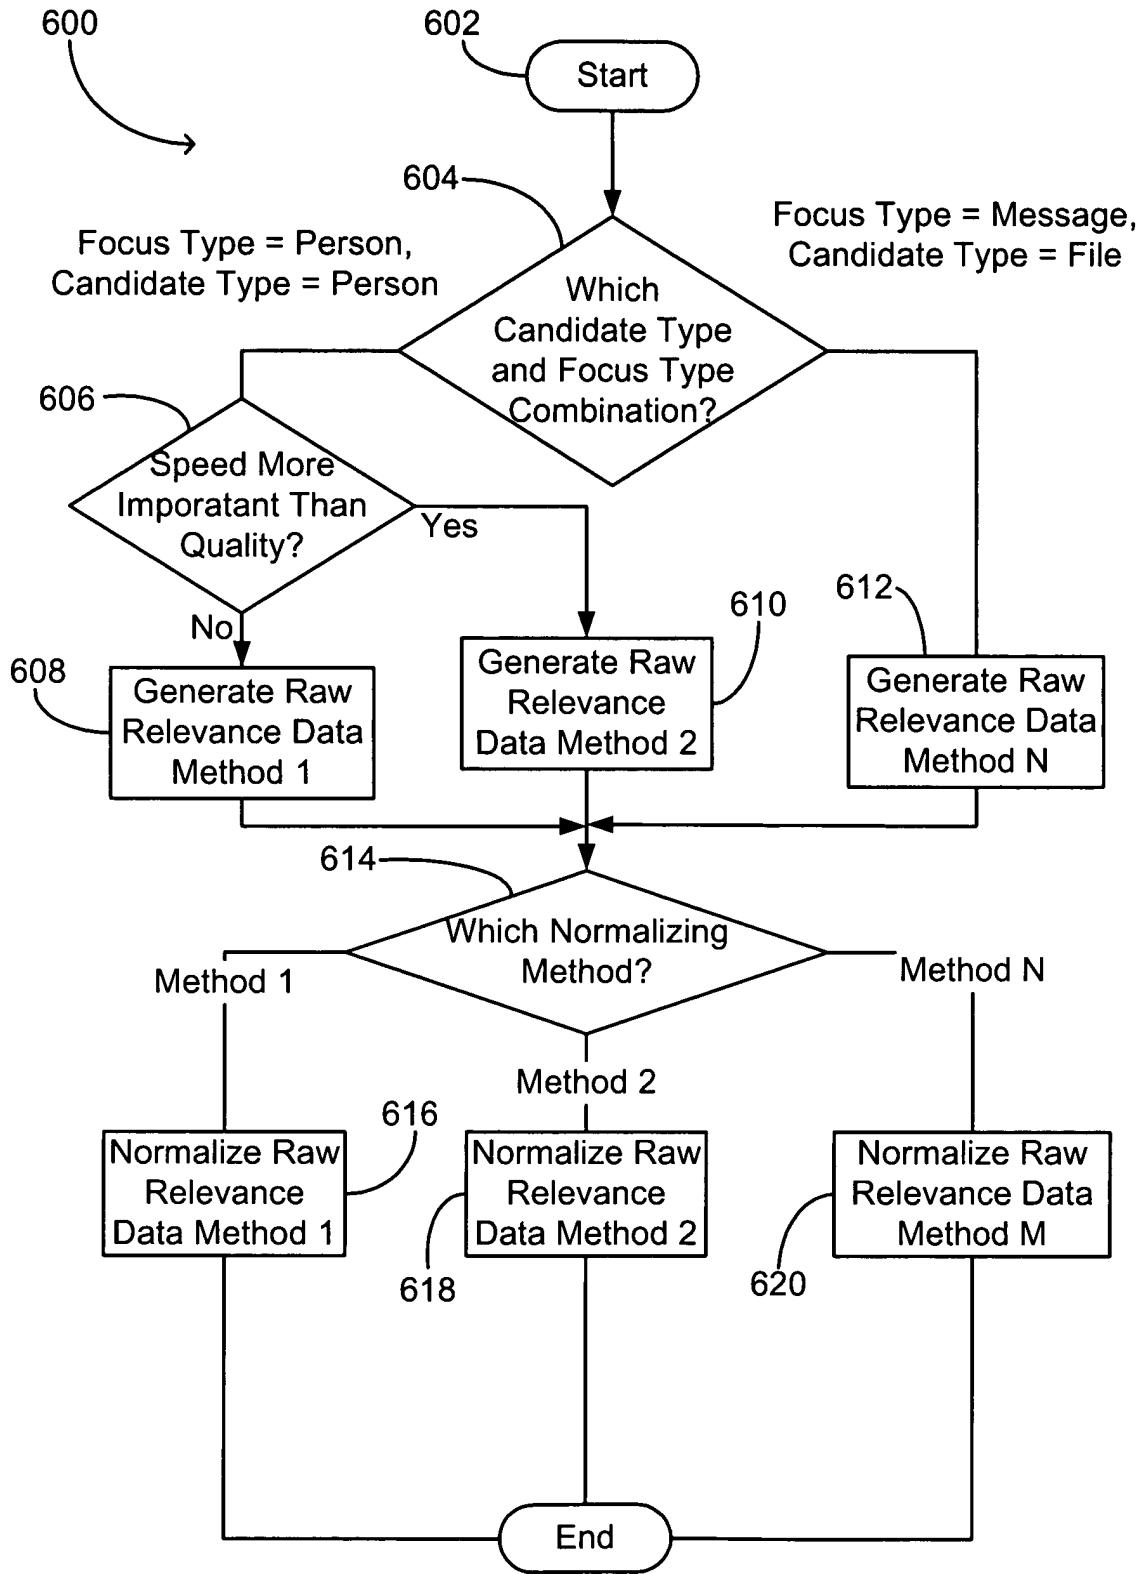 600
602
Start
604
Focus Type = Message,
Candidate Type = File
Focus Type = Person,
Candidate Type = Person
Which
Candidate Type
and Focus Type
Combination?
606
Speed More
Imporatant Than
Quality?
Yes
No
608
610
612
Generate Raw
Relevance Data
Method 1
Generate Raw
Relevance
Data Method 2
Generate Raw
Relevance Data
Method N
614
Which Normalizing
Method?
Method 1
Method 2
Method N
616
618
620
Normalize Raw
Relevance
Data Method 1
Normalize Raw
Relevance
Data Method 2
Normalize Raw
Relevance Data
Method M
End